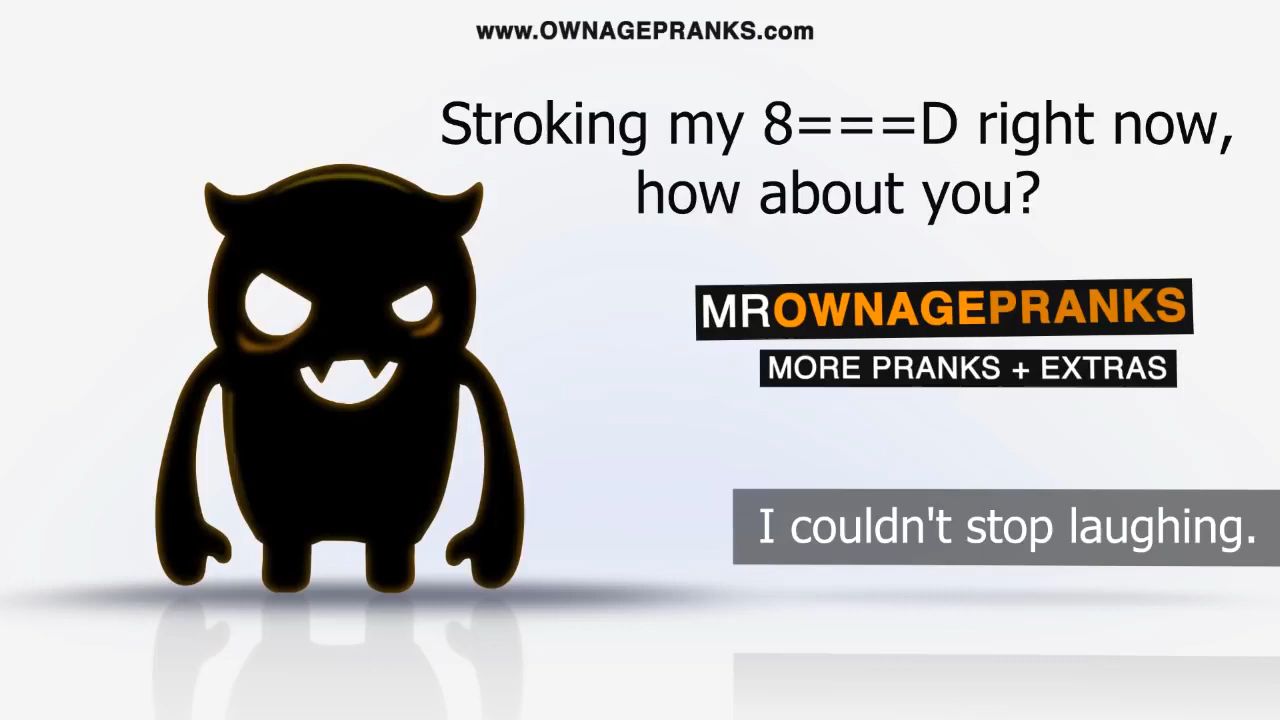 www.OWNAGEPRANKS.com
Stroking my 8===D right now,
how about you?
MROWNAGEPRANKS
MORE PRANKS + EXTRAS
I couldn't stop laughing.